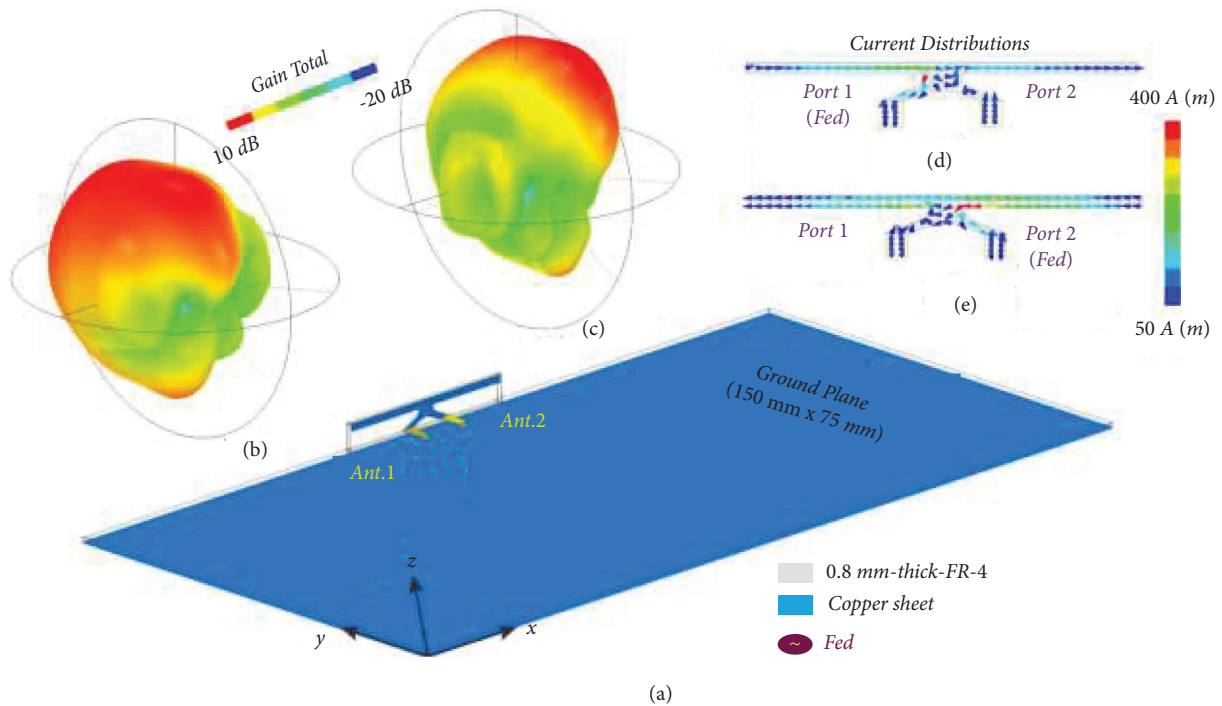 Gain Total
-20 dB
10 dB
(b)
(c)
Current Distributions
Port 1
(Fed)
Port 2
(d)
Port 1
Port 2
(Fed)
(e)
400 A (m)
50 A (m)
Ground Plane
(150 mm x 75 mm)
Ant.2
Ant.1
z
y
x
0.8 mm-thick-FR-4
Copper sheet
~
Fed
(a)